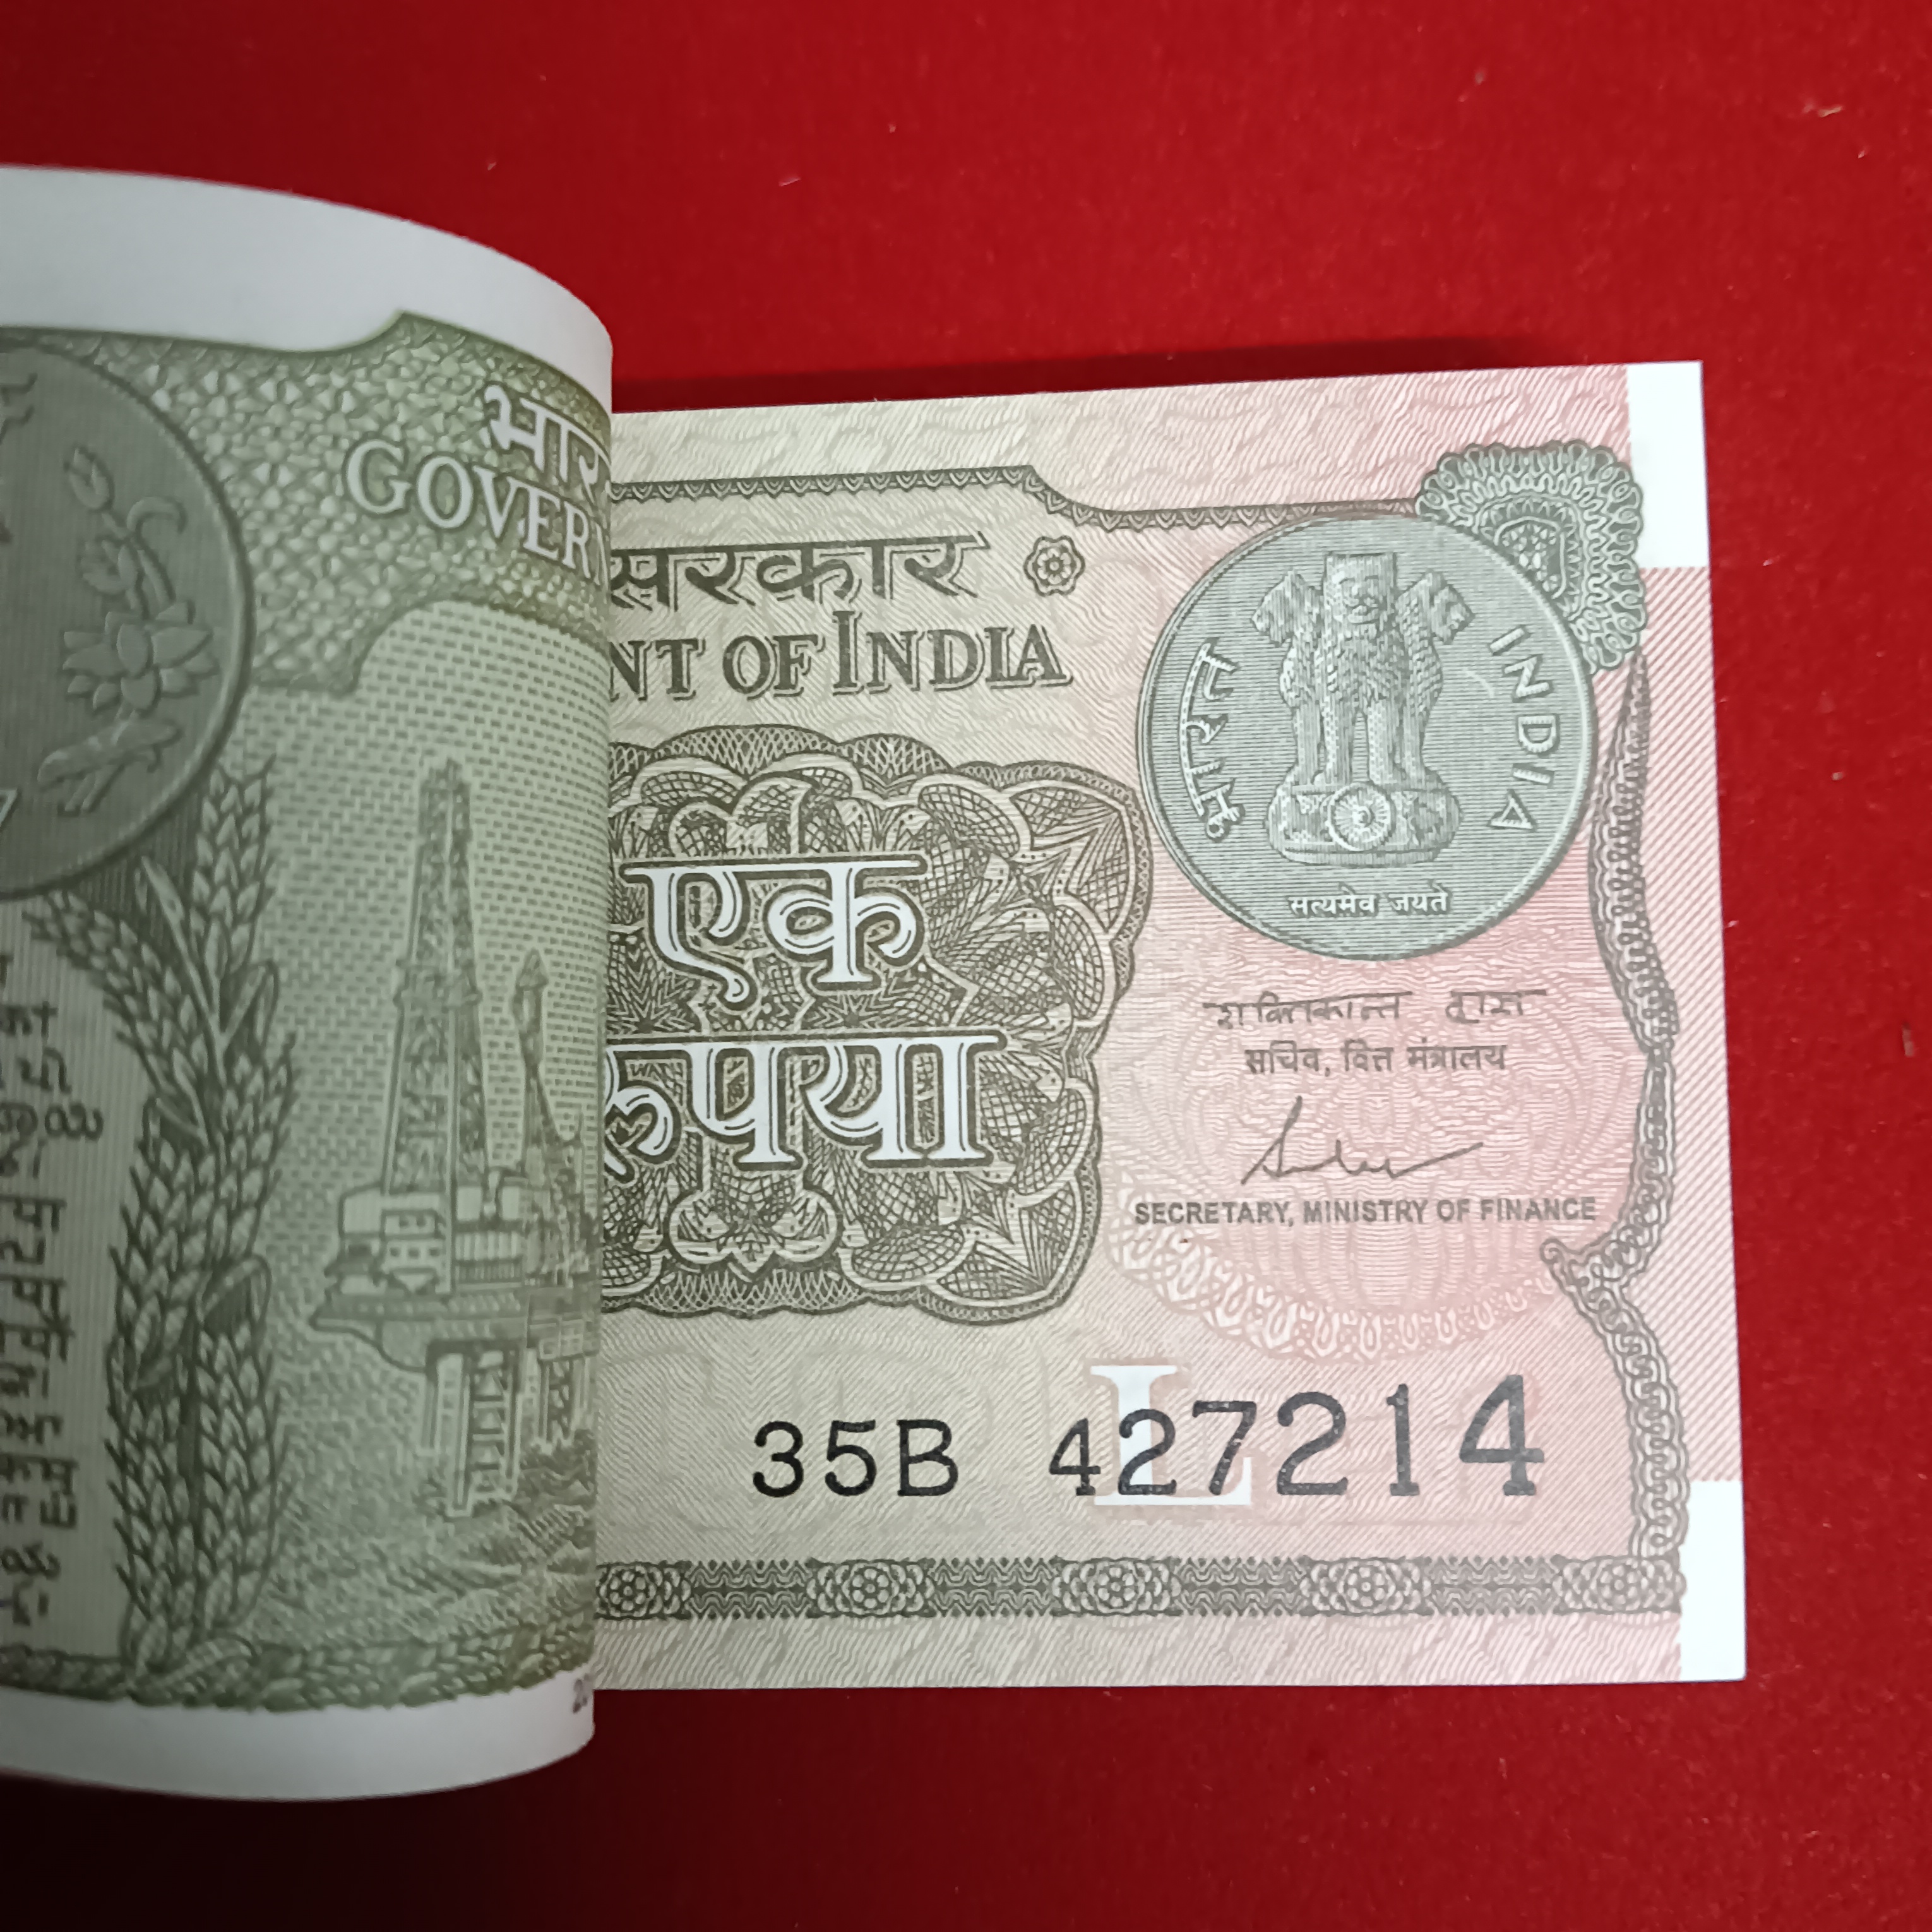 भार
GOVERN
सरकार
NT OF INDIA
एक
रुपया
भारत
INDIA
सत्यमेव जयते
शक्तिकान्त दास
सचिव, वित्त मंत्रालय
SECRETARY, MINISTRY OF FINANCE
L
35B 427214